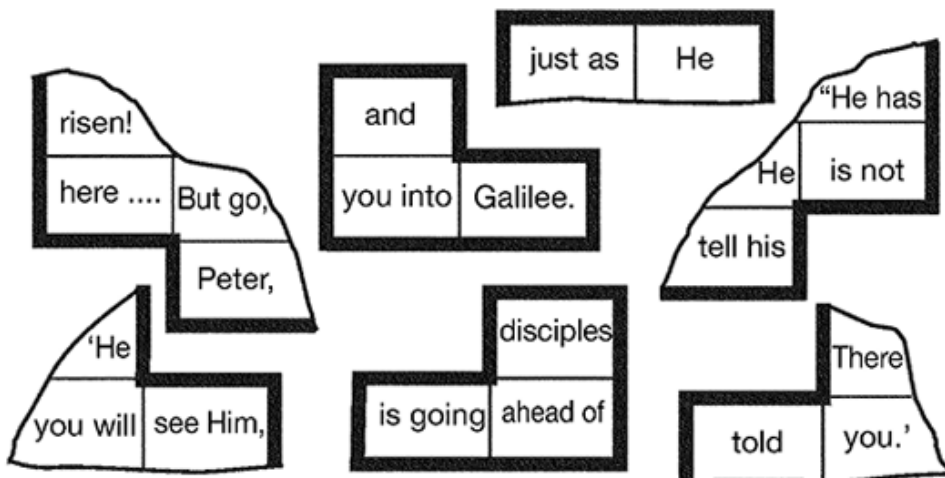 just as He
"He has
risen!
and
He is not
here .... But go,
you into Galilee.
tell his
Peter,
disciples
'He
There
is going ahead of
you will see Him,
told you.'